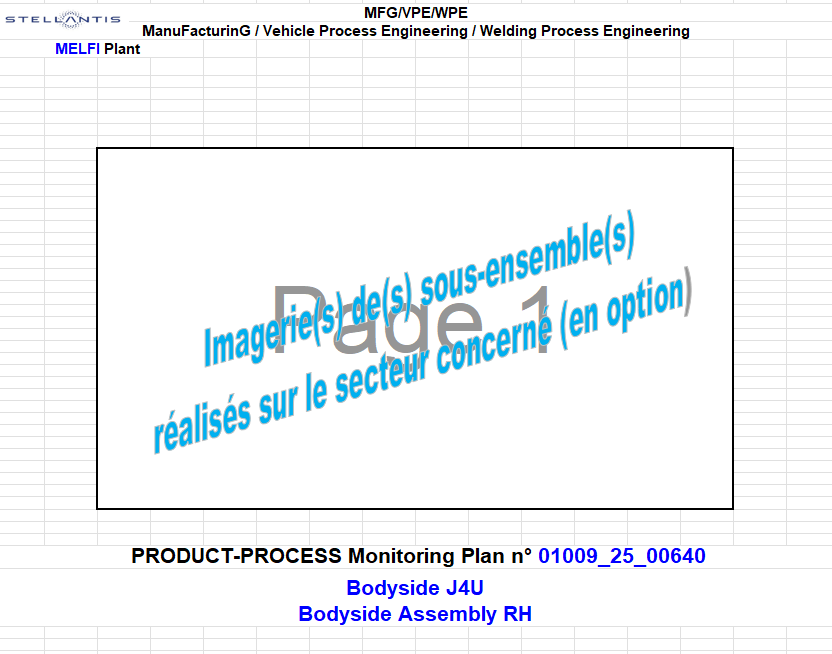 STELLANTIS
MFG/VPE/WPE
ManuFacturinG / Vehicle Process Engineering / Welding Process Engineering
MELFI Plant
Page 1
Imagerie(s) de(s) sous-ensemble(s)
réalisés sur le secteur concerné (en option)
PRODUCT-PROCESS Monitoring Plan n° 01009_25_00640
Bodyside J4U
Bodyside Assembly RH